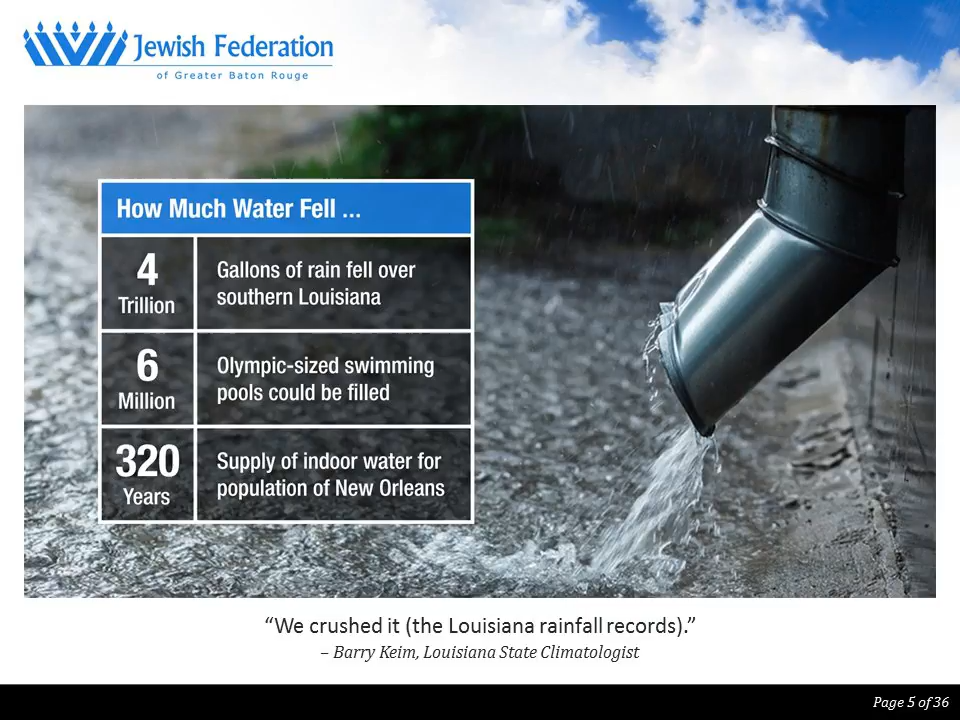 Jewish Federation
of Greater Baton Rouge
How Much Water Fell ...
4
Trillion
Gallons of rain fell over
southern Louisiana
6
Million
Olympic-sized swimming
pools could be filled
320
Years
Supply of indoor water for
population of New Orleans
“We crushed it (the Louisiana rainfall records).”
– Barry Keim, Louisiana State Climatologist
Page 5 of 36